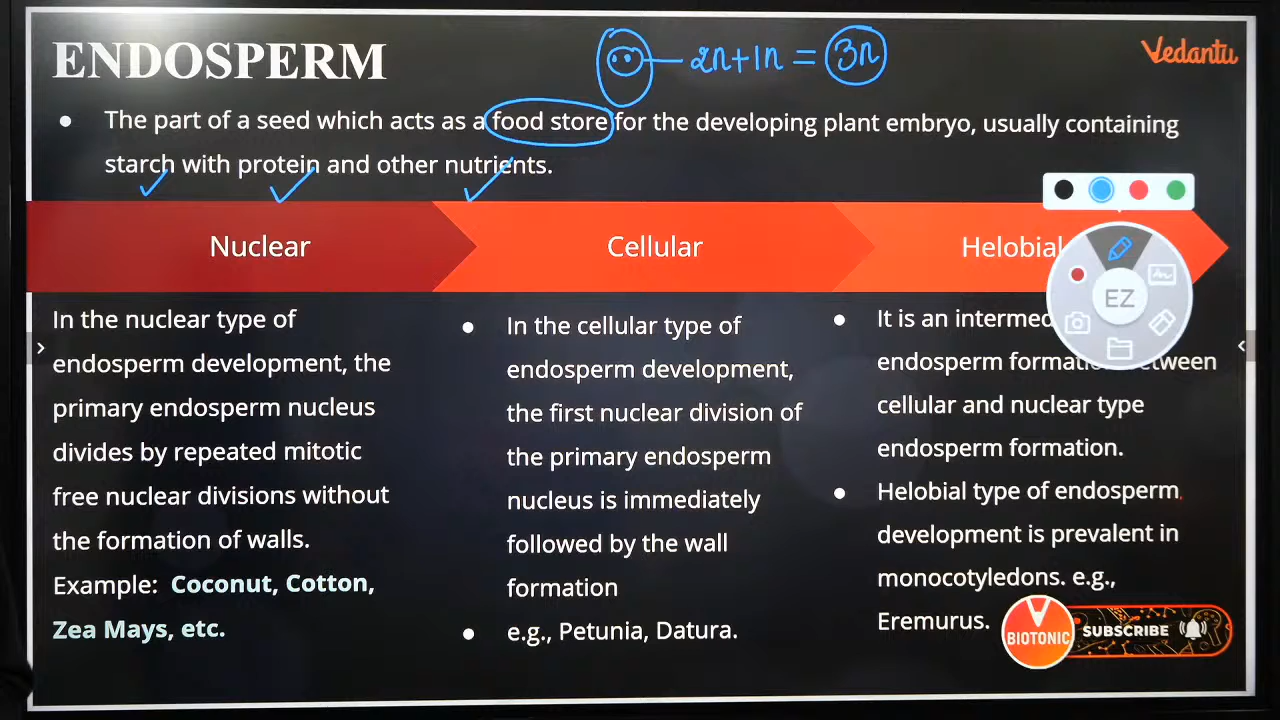 ENDOSPERM
2n+1n = 3n
Vedantu
The part of a seed which acts as a food store for the developing plant embryo, usually containing
starch with protein and other nutrients.
Nuclear
Cellular
Helobial
EZ
In the nuclear type of
endosperm development, the
primary endosperm nucleus
divides by repeated mitotic
free nuclear divisions without
the formation of walls.
Example: Coconut, Cotton,
Zea Mays, etc.
In the cellular type of
endosperm development,
the first nuclear division of
the primary endosperm
nucleus is immediately
followed by the wall
formation
e.g., Petunia, Datura.
It is an
endosperm
cellular and nuclear type
endosperm formation.
Helobial type of endosperm
development is prevalent in
monocotyledons. e.g.,
Eremurus.
BIOTONIC
SUBSCRIBE